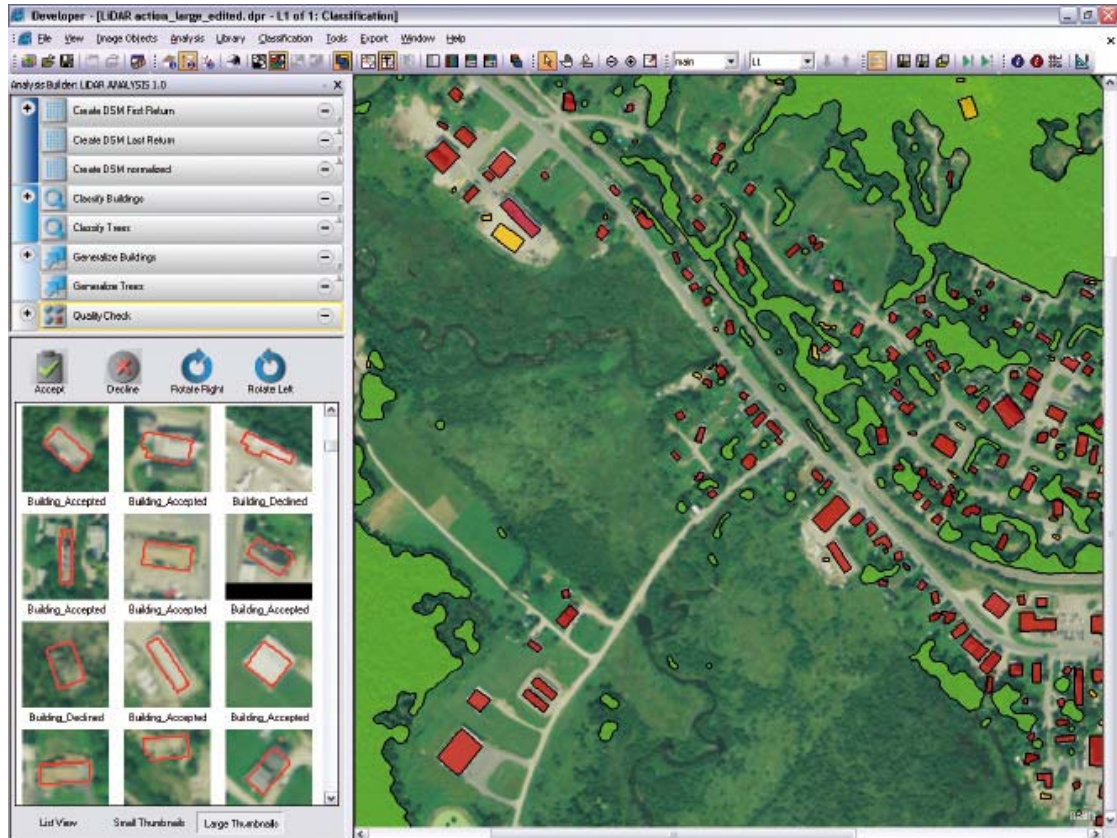 Developer - [LiDAR action_large_edited.dpr - L1 of 1: Classification]
File View Image Objects Analysis Library Classification Tools Export Window Help
main L1
Analysis Builder: LIDAR ANALYSIS 1.0
Create DSM First Return
Create DSM Last Return
Create DSM normalized
Classify Buildings
Classify Trees
Generalize Buildings
Generalize Trees
Quality Check
Accept Decline Rotate Right Rotate Left
Building_Accepted Building_Accepted Building_Declined
Building_Accepted Building_Accepted Building_Accepted
Building_Declined Building_Accepted Building_Accepted
List View Small Thumbnails Large Thumbnails
main